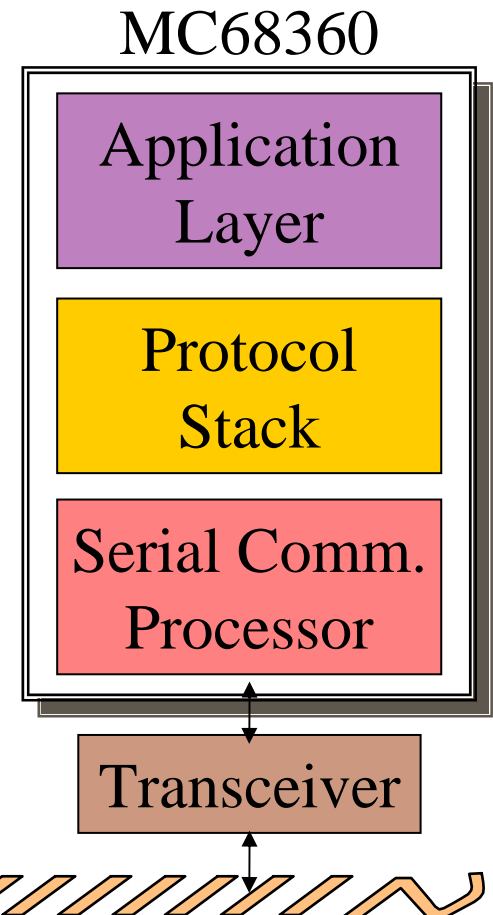 MC68360
Application
Layer
Protocol
Stack
Serial Comm.
Processor
Transceiver